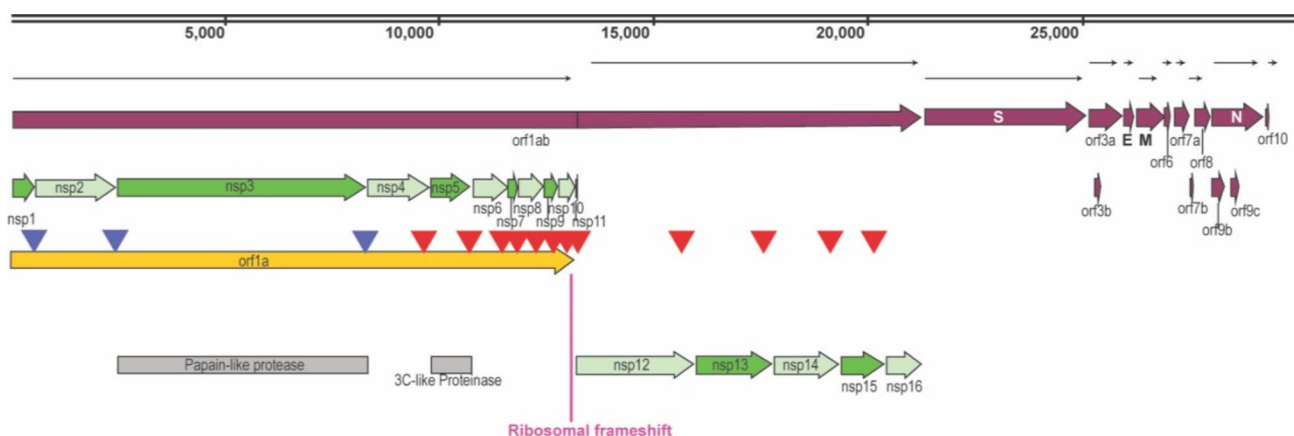 5,000 10,000 15,000 20,000 25,000
S N
orf1ab orf3a E M orf7a orf10
orf6 orf8
nsp2 nsp3 nsp4 nsp5 nsp6 nsp8 nsp10
nsp1 nsp7 nsp9 nsp11 orf3b orf7b orf9c
orf9b
orf1a
Papain-like protease nsp12 nsp13 nsp14
3C-like Proteinase nsp15 nsp16
Ribosomal frameshift